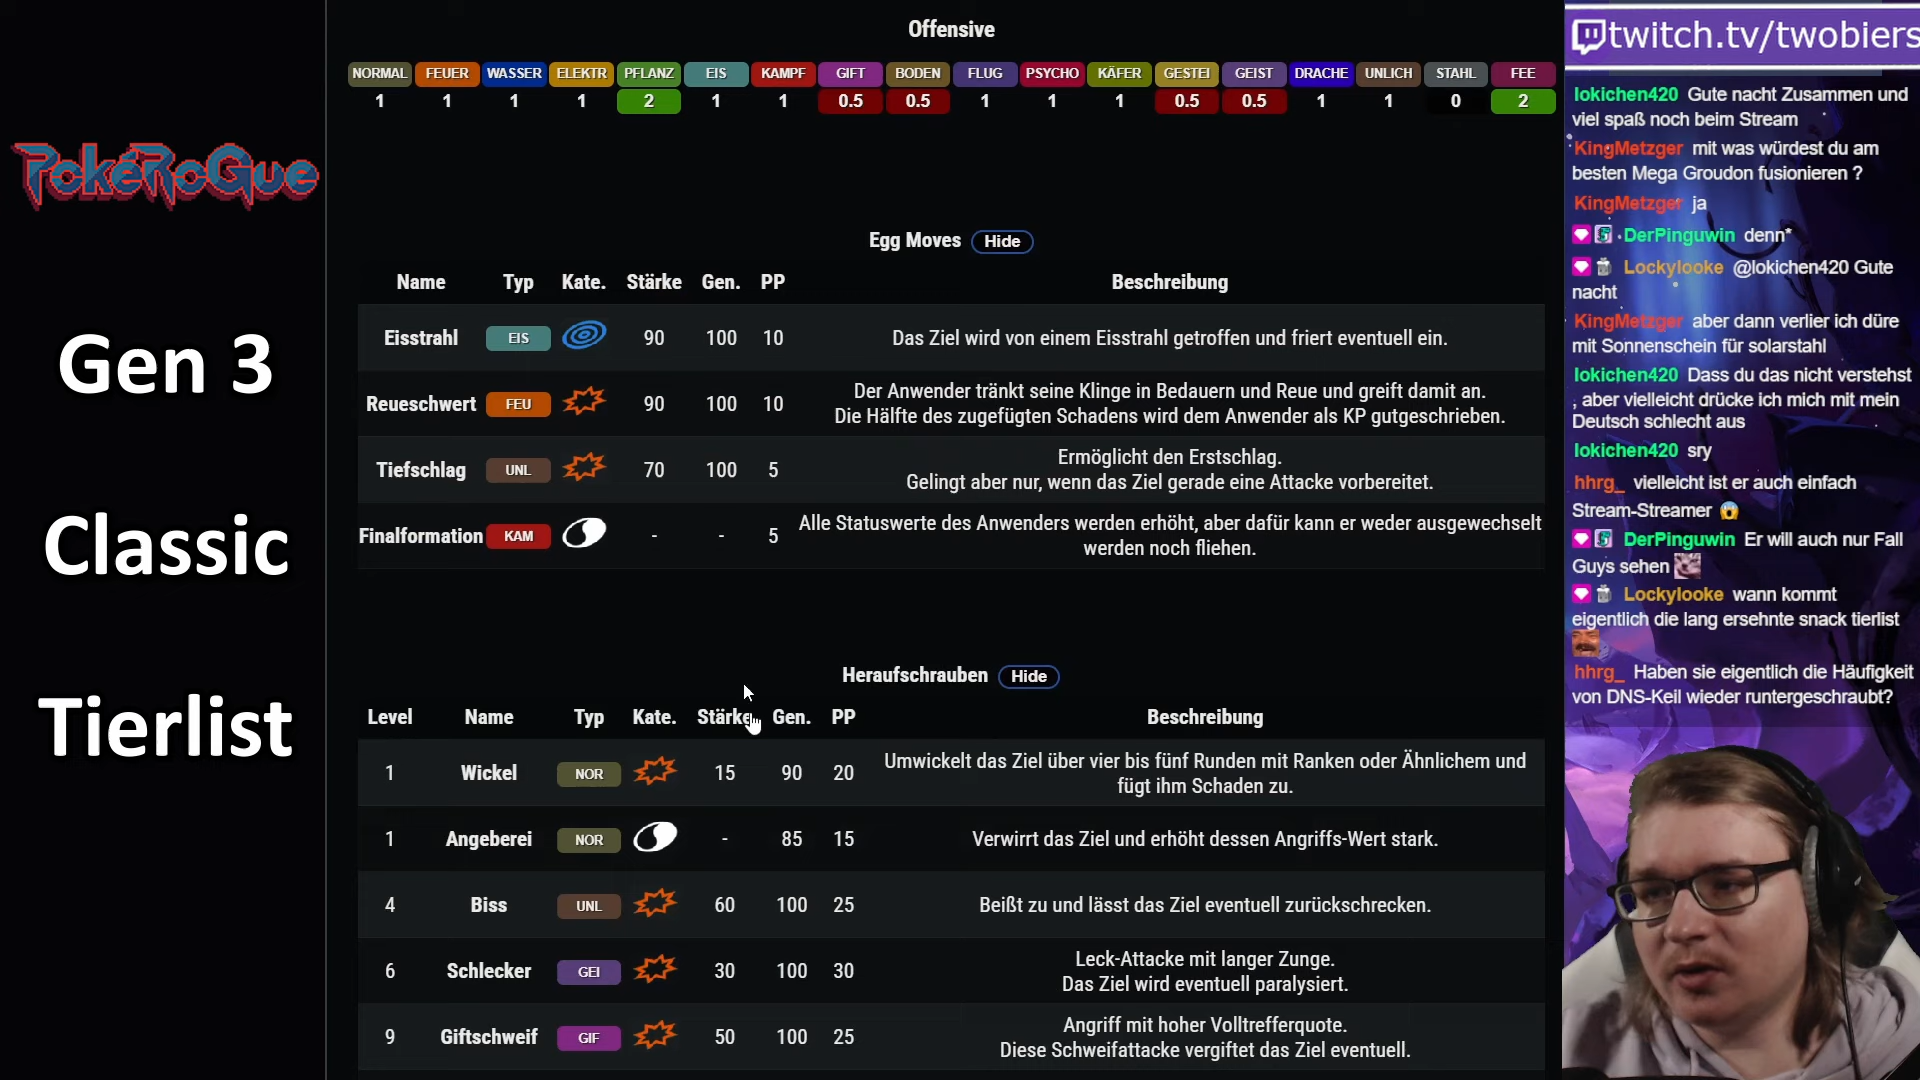 PokéRoGue
Gen 3
Classic
Tierlist
Offensive
NORMAL FEUER WASSER ELEKTR PFLANZ EIS KAMPF GIFT BODEN FLUG PSYCHO KÄFER GESTEI GEIST DRACHE UNLICH STAHL FEE
1 1 1 1 2 1 1 0.5 0.5 1 1 1 0.5 0.5 1 1 0 2
Egg Moves Hide
Name Typ Kate. Stärke Gen. PP Beschreibung
Eisstrahl EIS 90 100 10 Das Ziel wird von einem Eisstrahl getroffen und friert eventuell ein.
Reueschwert FEU 90 100 10 Der Anwender tränkt seine Klinge in Bedauern und Reue und greift damit an.
Die Hälfte des zugefügten Schadens wird dem Anwender als KP gutgeschrieben.
Tiefschlag UNL 70 100 5 Ermöglicht den Erstschlag.
Gelingt aber nur, wenn das Ziel gerade eine Attacke vorbereitet.
Finalformation KAM - - 5 Alle Statuswerte des Anwenders werden erhöht, aber dafür kann er weder ausgewechselt
werden noch fliehen.
Heraufschrauben Hide
Level Name Typ Kate. Stärke Gen. PP Beschreibung
1 Wickel NOR 15 90 20 Umwickelt das Ziel über vier bis fünf Runden mit Ranken oder Ähnlichem und
fügt ihm Schaden zu.
1 Angeberei NOR - 85 15 Verwirrt das Ziel und erhöht dessen Angriffs-Wert stark.
4 Biss UNL 60 100 25 Beißt zu und lässt das Ziel eventuell zurückschrecken.
6 Schlecker GEI 30 100 30 Leck-Attacke mit langer Zunge.
Das Ziel wird eventuell paralysiert.
9 Giftschweif GIF 50 100 25 Angriff mit hoher Volltrefferquote.
Diese Schweifattacke vergiftet das Ziel eventuell.
twitch.tv/twobiers
lokichen420 Gute nacht Zusammen und
viel spaß noch beim Stream
KingMetzger mit was würdest du am
besten Mega Groudon fusionieren ?
KingMetzger ja
DerPinguwin denn*
Lockylooke @lokichen420 Gute
nacht
KingMetzger aber dann verlier ich düre
mit Sonnenschein für solarstahl
lokichen420 Dass du das nicht verstehst
, aber vielleicht drücke ich mich mit mein
Deutsch schlecht aus
lokichen420 sry
hhrg_ vielleicht ist er auch einfach
Stream-Streamer 😱
DerPinguwin Er will auch nur Fall
Guys sehen
Lockylooke wann kommt
eigentlich die lang ersehnte snack tierlist
hhrg_ Haben sie eigentlich die Häufigkeit
von DNS-Keil wieder runtergeschraubt?